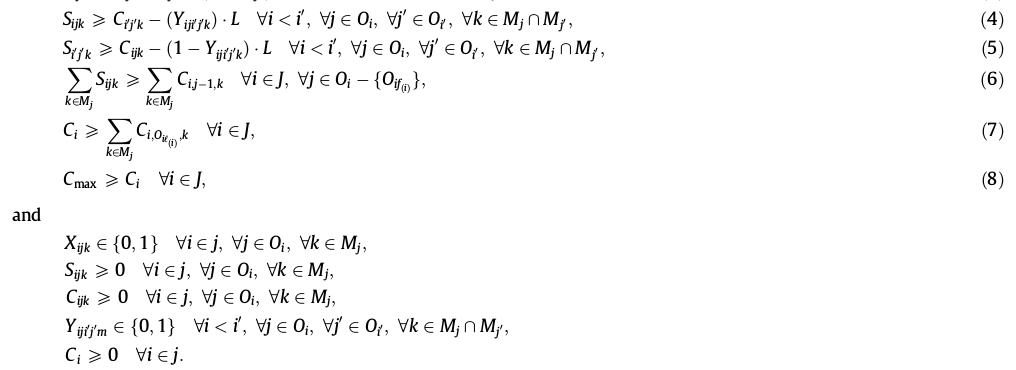 S_{ijk} ⩾ C_{i'j'k} − (Y_{iji'j'k}) · L ∀i < i', ∀j ∈ O_i, ∀j' ∈ O_{i'}, ∀k ∈ M_j ∩ M_{j'}, (4)
S_{i'j'k} ⩾ C_{ijk} − (1 − Y_{iji'j'k}) · L ∀i < i', ∀j ∈ O_i, ∀j' ∈ O_{i'}, ∀k ∈ M_j ∩ M_{j'}, (5)
∑_{k∈M_j} S_{ijk} ⩾ ∑_{k∈M_j} C_{i,j−1,k} ∀i ∈ J, ∀j ∈ O_i − {O_{if_{(i)}}}, (6)
C_i ⩾ ∑_{k∈M_j} C_{i,O_{iℓ_{(i)}},k} ∀i ∈ J, (7)
C_{max} ⩾ C_i ∀i ∈ J, (8)
and
X_{ijk} ∈ {0, 1} ∀i ∈ j, ∀j ∈ O_i, ∀k ∈ M_j,
S_{ijk} ⩾ 0 ∀i ∈ j, ∀j ∈ O_i, ∀k ∈ M_j,
C_{ijk} ⩾ 0 ∀i ∈ j, ∀j ∈ O_i, ∀k ∈ M_j,
Y_{iji'j'm} ∈ {0, 1} ∀i < i', ∀j ∈ O_i, ∀j' ∈ O_{i'}, ∀k ∈ M_j ∩ M_{j'},
C_i ⩾ 0 ∀i ∈ j.